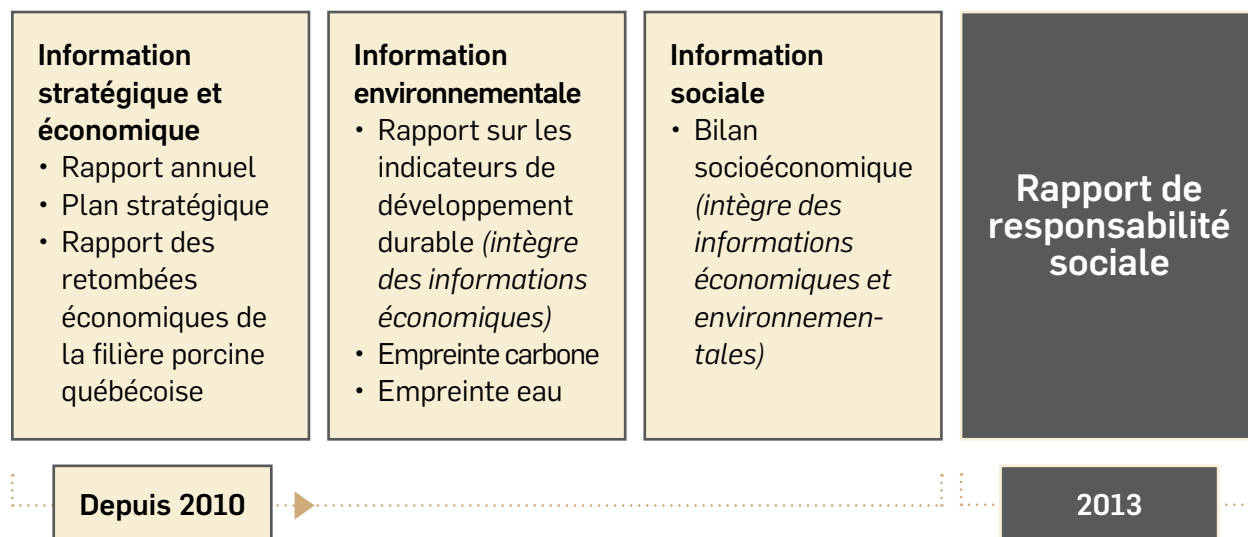 Information
stratégique et
économique
• Rapport annuel
• Plan stratégique
• Rapport des
retombées
économiques de
la filière porcine
québécoise
Information
environnementale
• Rapport sur les
indicateurs de
développement
durable (intègre
des informations
économiques)
• Empreinte carbone
• Empreinte eau
Information
sociale
• Bilan
socioéconomique
(intègre des
informations
économiques et
environnemen-
tales)
Rapport de
responsabilité
sociale
Depuis 2010
2013